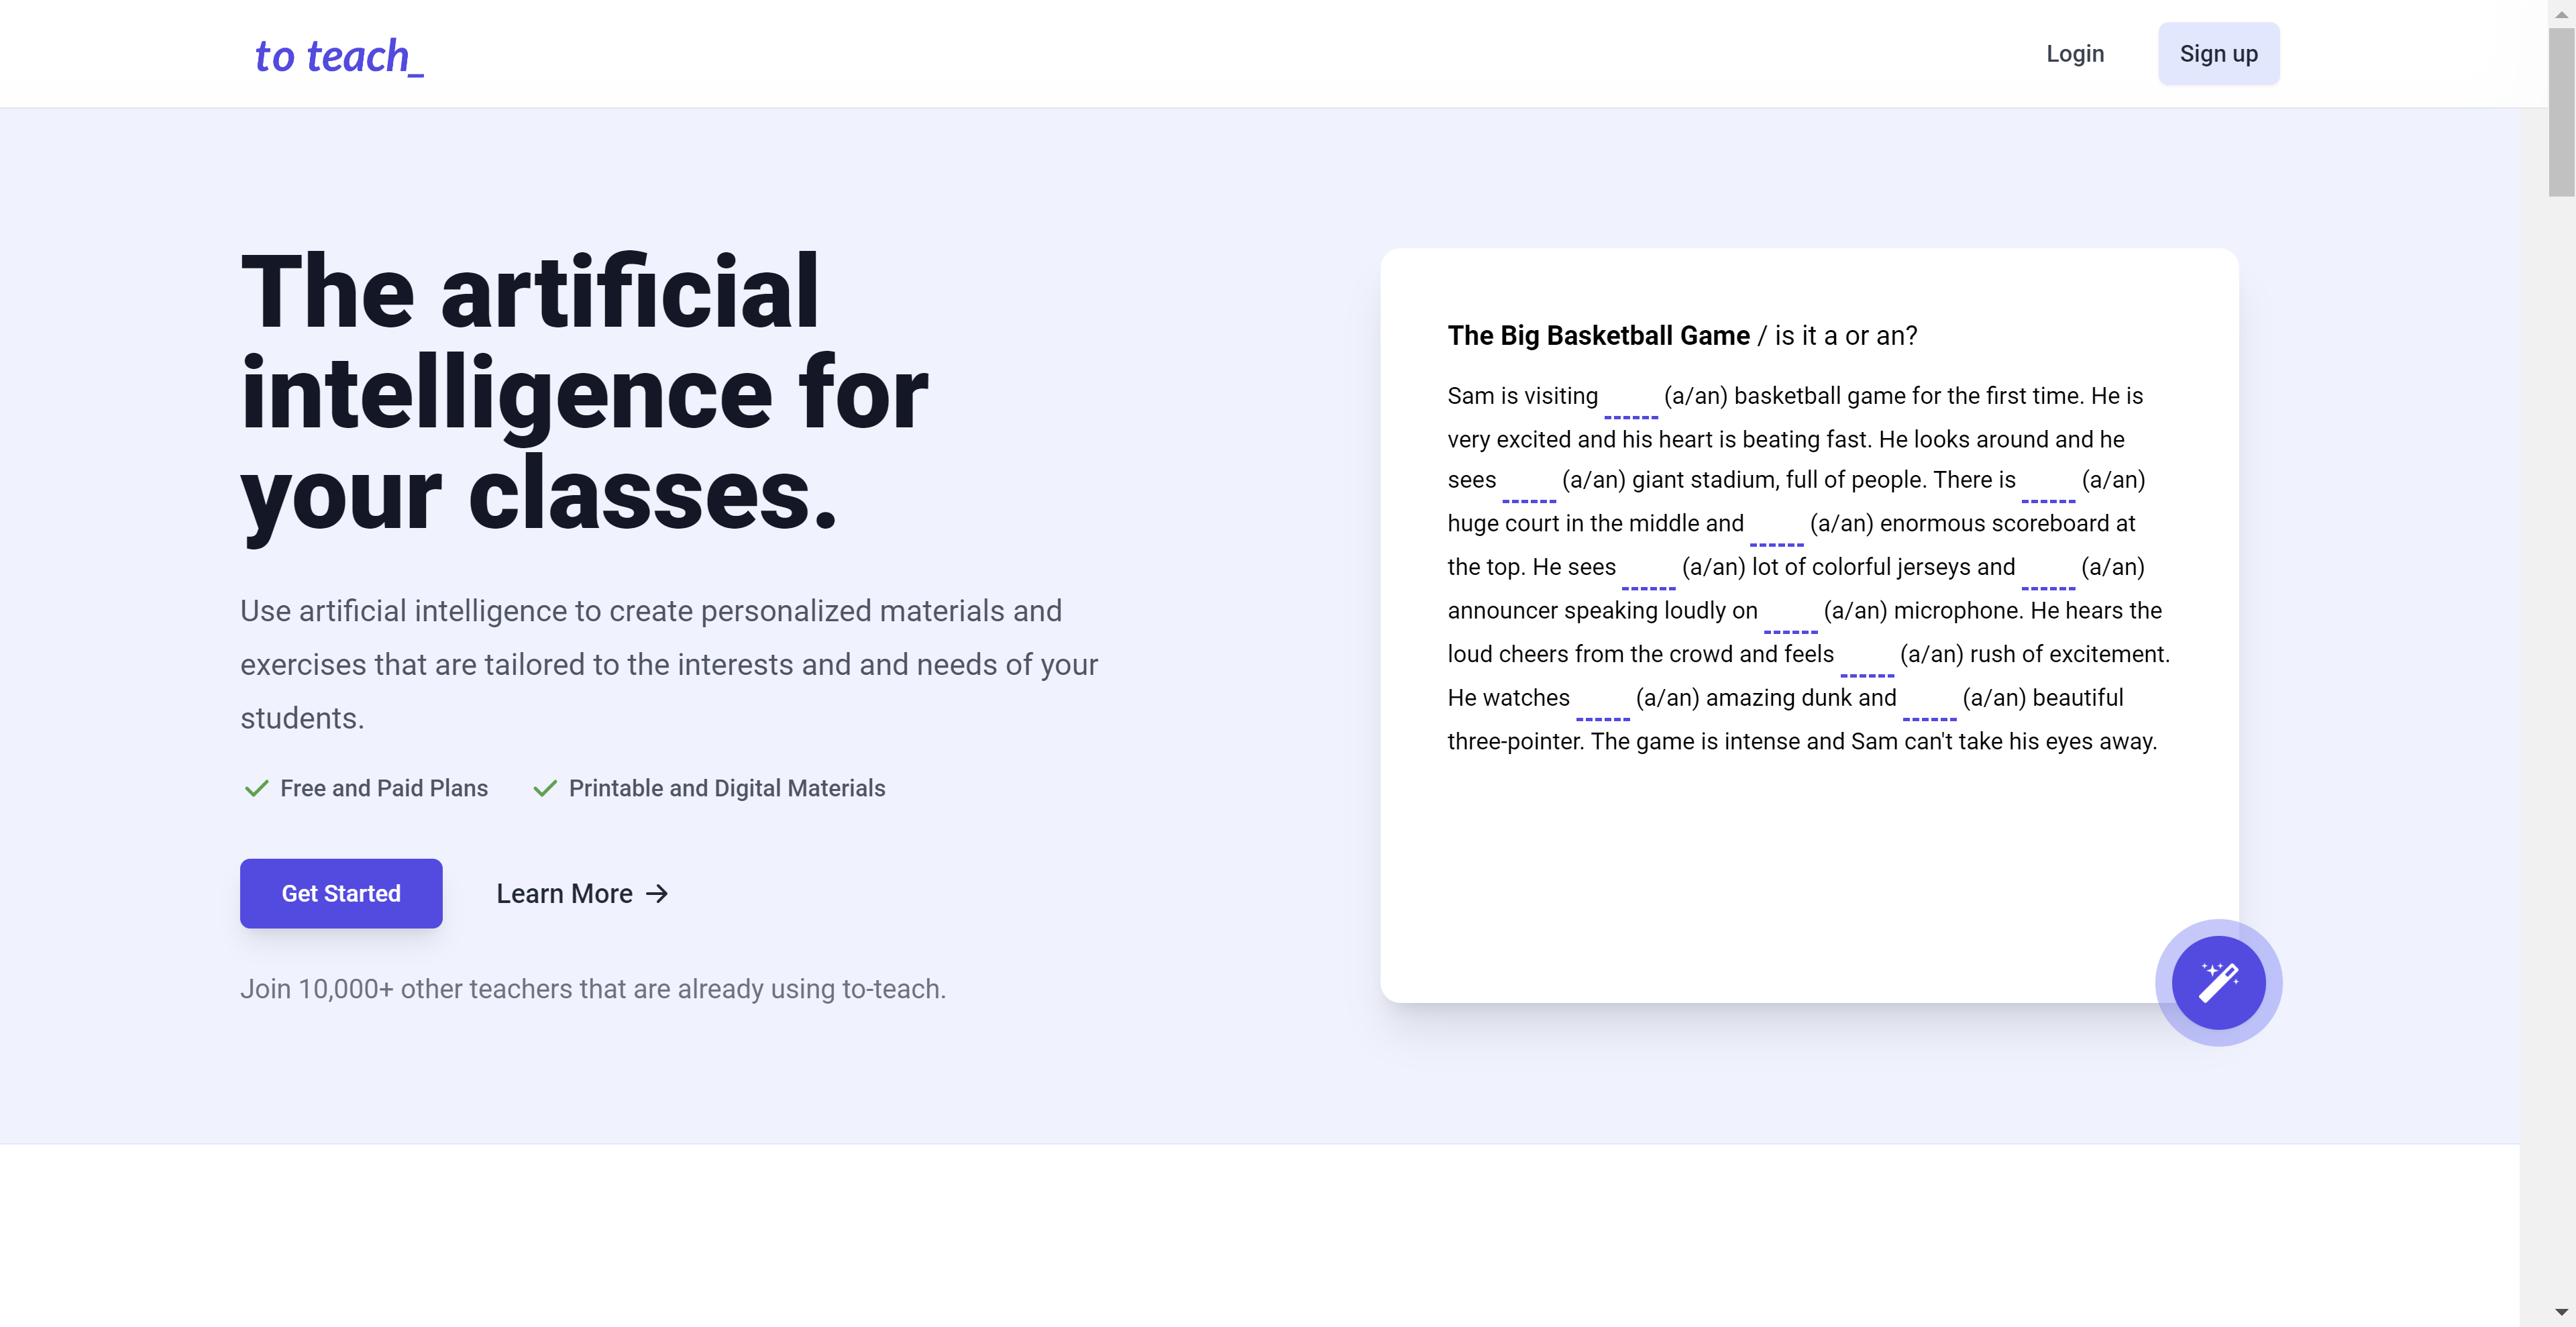 to teach_
Login
Sign up
The artificial
intelligence for
your classes.
Use artificial intelligence to create personalized materials and
exercises that are tailored to the interests and and needs of your
students.
Free and Paid Plans
Printable and Digital Materials
Get Started
Learn More →
Join 10,000+ other teachers that are already using to-teach.
The Big Basketball Game / is it a or an?
Sam is visiting ______ (a/an) basketball game for the first time. He is
very excited and his heart is beating fast. He looks around and he
sees ______ (a/an) giant stadium, full of people. There is ______ (a/an)
huge court in the middle and ______ (a/an) enormous scoreboard at
the top. He sees ______ (a/an) lot of colorful jerseys and ______ (a/an)
announcer speaking loudly on ______ (a/an) microphone. He hears the
loud cheers from the crowd and feels ______ (a/an) rush of excitement.
He watches ______ (a/an) amazing dunk and ______ (a/an) beautiful
three-pointer. The game is intense and Sam can't take his eyes away.